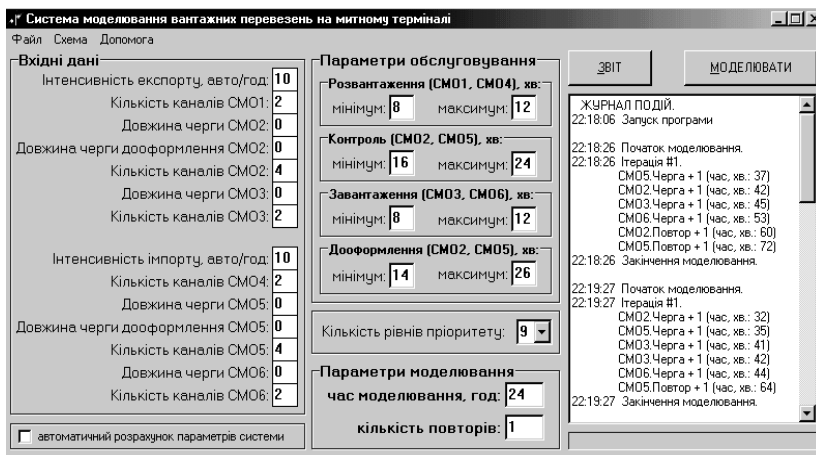 Система моделювання вантажних перевезень на митному терміналі
Файл Схема Допомога
Вхідні дані
Інтенсивність експорту, авто/год: 10
Кількість каналів СМО1: 2
Довжина черги СМО2: 0
Довжина черги дооформлення СМО2: 0
Кількість каналів СМО2: 4
Довжина черги СМО3: 0
Кількість каналів СМО3: 2
Інтенсивність імпорту, авто/год: 10
Кількість каналів СМО4: 2
Довжина черги СМО5: 0
Довжина черги дооформлення СМО5: 0
Кількість каналів СМО5: 4
Довжина черги СМО6: 0
Кількість каналів СМО6: 2
автоматичний розрахунок параметрів системи
Параметри обслуговування
Розвантаження (СМО1, СМО4), хв:
мінімум: 8 максимум: 12
Контроль (СМО2, СМО5), хв:
мінімум: 16 максимум: 24
Завантаження (СМО3, СМО6), хв:
мінімум: 8 максимум: 12
Дооформлення (СМО2, СМО5), хв:
мінімум: 14 максимум: 26
Кількість рівнів пріоритету: 9
Параметри моделювання
час моделювання, год: 24
кількість повторів: 1
ЗВІТ МОДЕЛЮВАТИ
ЖУРНАЛ ПОДІЙ.
22:18:06 Запуск програми
22:18:26 Початок моделювання.
22:18:26 Ітерація #1.
СМО5.Черга + 1 (час, хв.: 37)
СМО2.Черга + 1 (час, хв.: 42)
СМО3.Черга + 1 (час, хв.: 45)
СМО6.Черга + 1 (час, хв.: 53)
СМО2.Повтор + 1 (час, хв.: 60)
СМО5.Повтор + 1 (час, хв.: 72)
22:18:26 Закінчення моделювання.
22:19:27 Початок моделювання.
22:19:27 Ітерація #1.
СМО2.Черга + 1 (час, хв.: 32)
СМО5.Черга + 1 (час, хв.: 35)
СМО3.Черга + 1 (час, хв.: 41)
СМО3.Черга + 1 (час, хв.: 42)
СМО6.Черга + 1 (час, хв.: 44)
СМО5.Повтор + 1 (час, хв.: 64)
22:19:27 Закінчення моделювання.